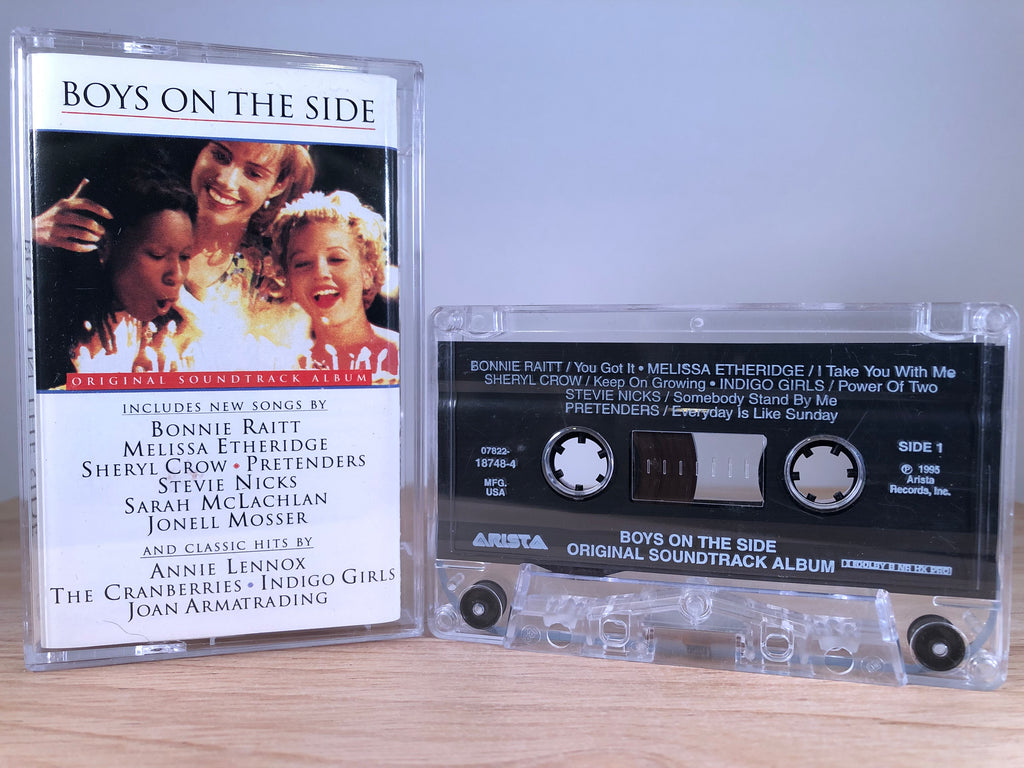 BOYS ON THE SIDE
ORIGINAL SOUNDTRACK ALBUM
INCLUDES NEW SONGS BY
BONNIE RAITT
MELISSA ETHERIDGE
SHERYL CROW • PRETENDERS
STEVIE NICKS
SARAH MCLACHLAN
JONELL MOSSER
AND CLASSIC HITS BY
ANNIE LENNOX
THE CRANBERRIES • INDIGO GIRLS
JOAN ARMATRADING
BONNIE RAITT / You Got It • MELISSA ETHERIDGE / I Take You With Me
SHERYL CROW / Keep On Growing • INDIGO GIRLS / Power Of Two
STEVIE NICKS / Somebody Stand By Me
PRETENDERS / Everyday Is Like Sunday
07822-
18748-4
MFG.
USA
SIDE 1
℗ 1995
Arista
Records, Inc.
ARISTA
BOYS ON THE SIDE
ORIGINAL SOUNDTRACK ALBUM
DOLBY B NR HX PRO